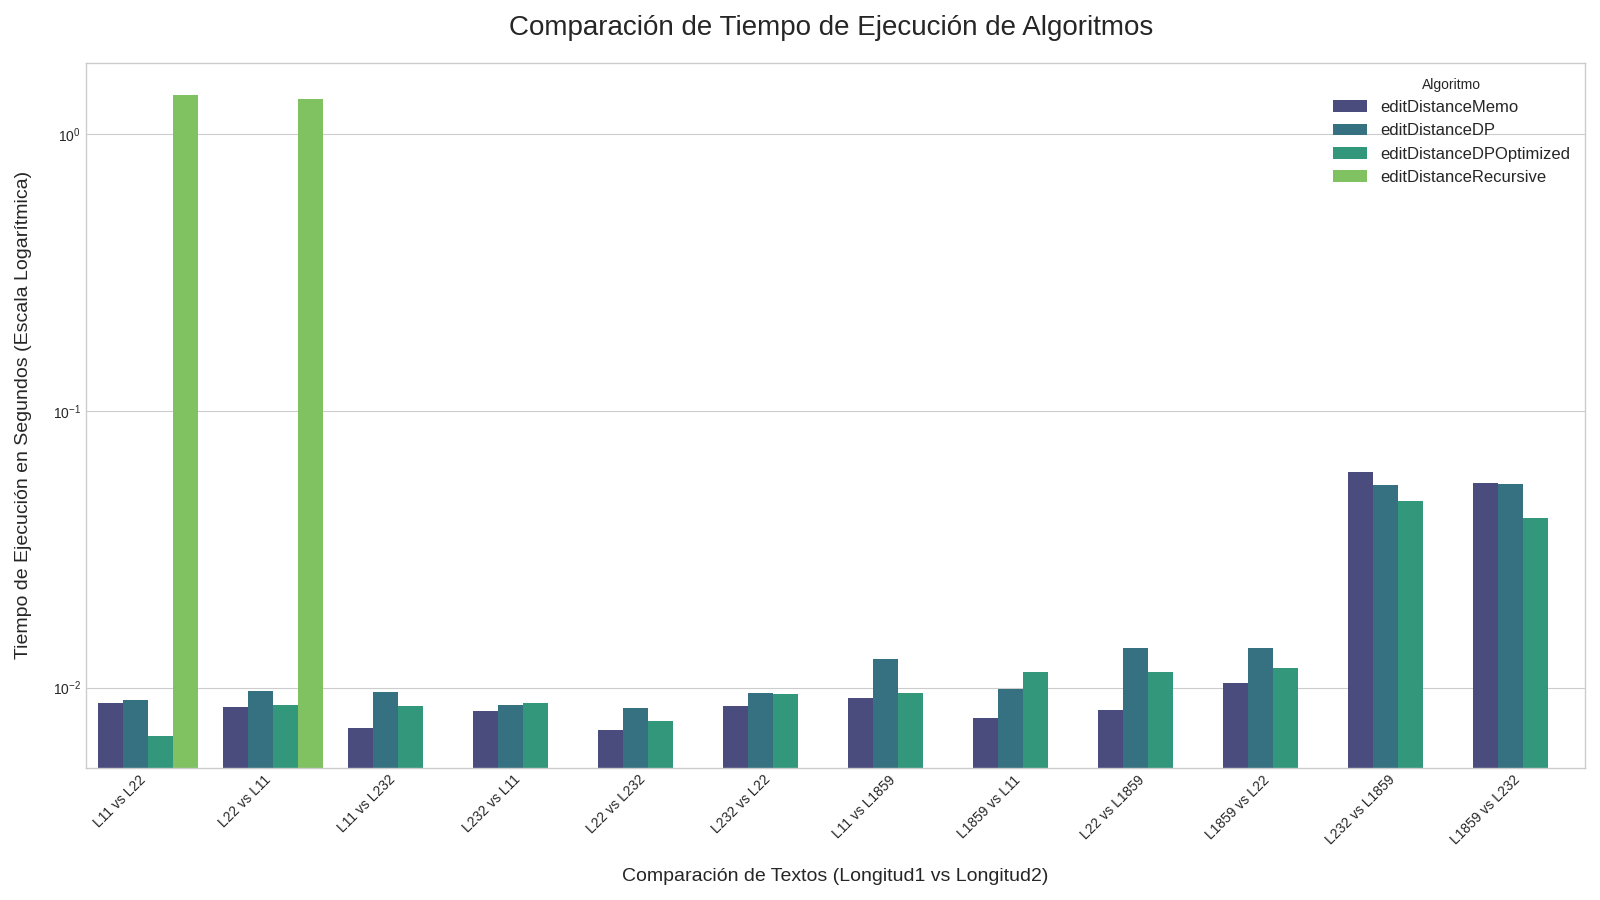 Comparación de Tiempo de Ejecución de Algoritmos
Tiempo de Ejecución en Segundos (Escala Logarítmica)
10⁰
10⁻¹
10⁻²
Algoritmo
editDistanceMemo
editDistanceDP
editDistanceDPOptimized
editDistanceRecursive
L11 vs L22
L22 vs L11
L11 vs L232
L232 vs L11
L22 vs L232
L232 vs L22
L11 vs L1859
L1859 vs L11
L22 vs L1859
L1859 vs L22
L232 vs L1859
L1859 vs L232
Comparación de Textos (Longitud1 vs Longitud2)